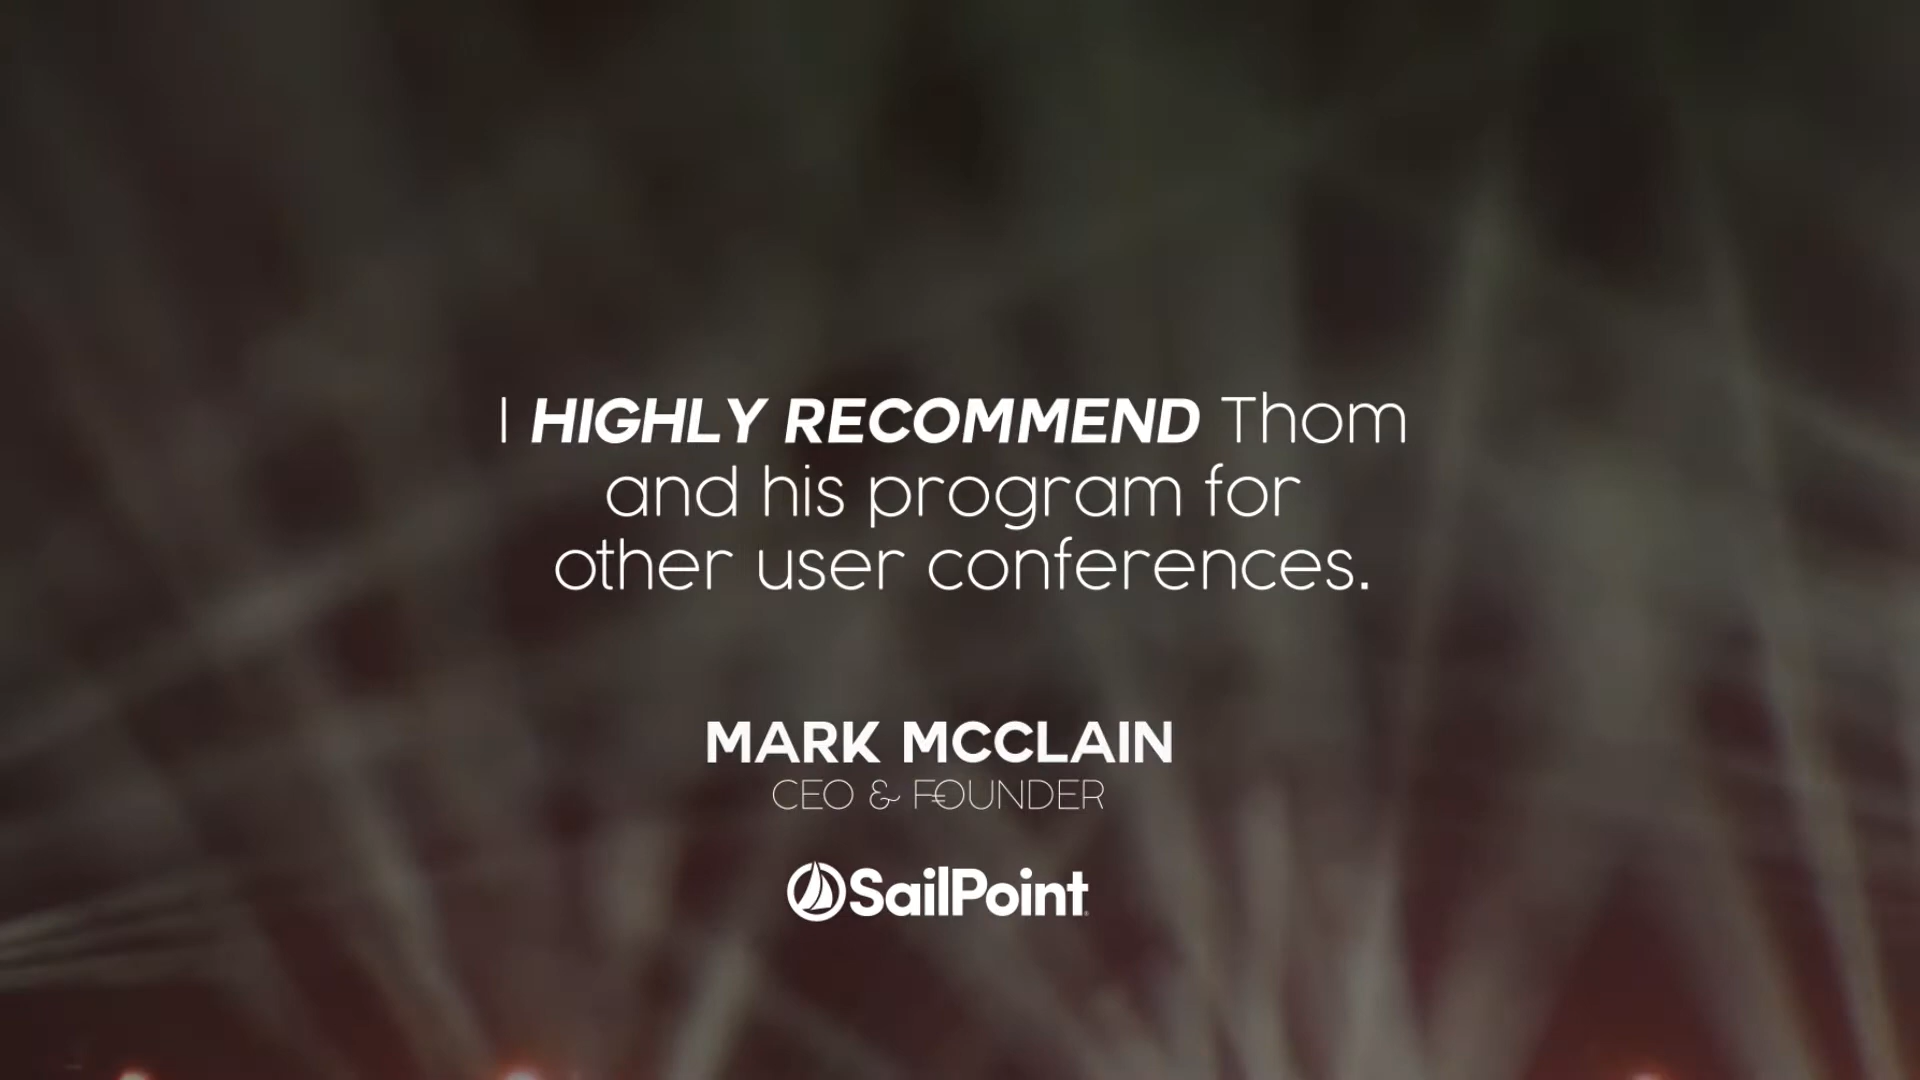 I HIGHLY RECOMMEND Thom
and his program for
other user conferences.
MARK MCCLAIN
CEO & FOUNDER
SailPoint